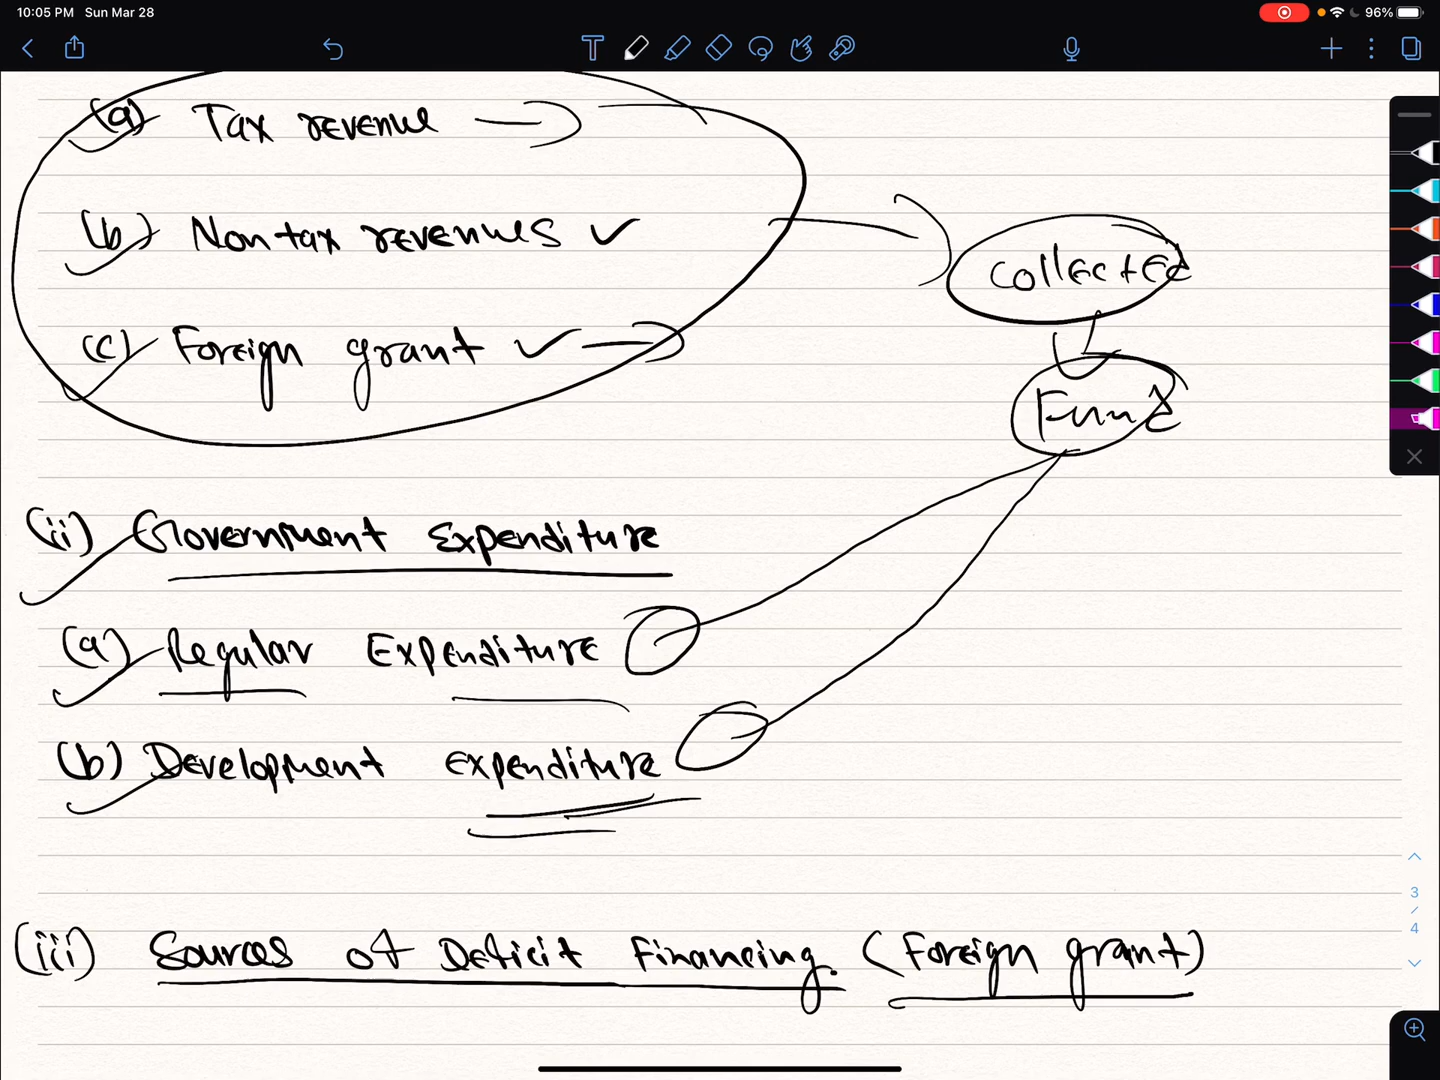 10:05 PM Sun Mar 28
96%
(a) Tax revenue
(b) Non tax revenues
collected
(c) Foreign grant
Fund
(ii) Government Expenditure
(a) Regular Expenditure
(b) Development expenditure
3
/
4
(iii) Sources of Deficit Financing. (Foreign grant)